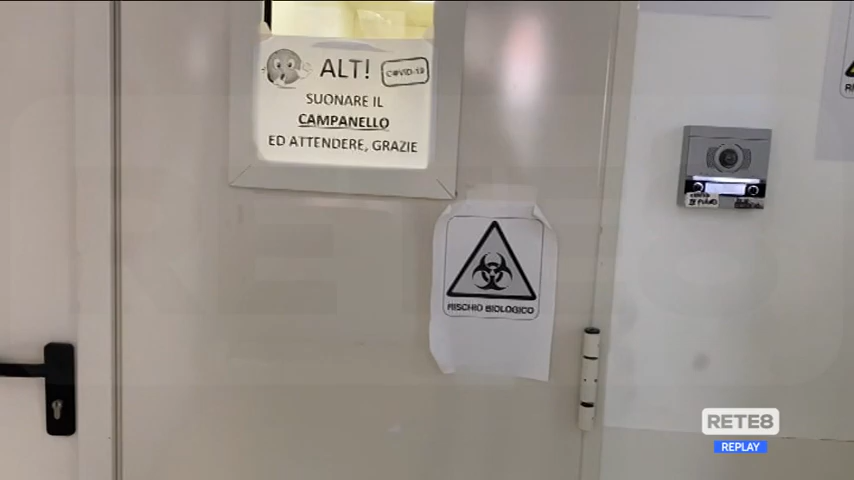 ALT! COVID-19
SUONARE IL
CAMPANELLO
ED ATTENDERE, GRAZIE
RISCHIO BIOLOGICO
RETE8
REPLAY